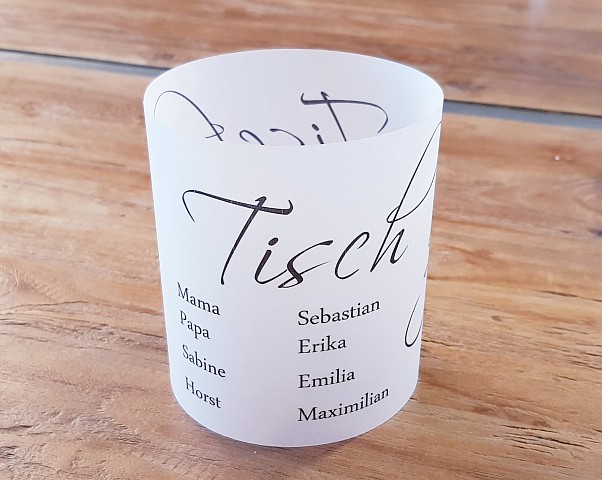 Tisch
Mama
Papa
Sabine
Horst
Sebastian
Erika
Emilia
Maximilian